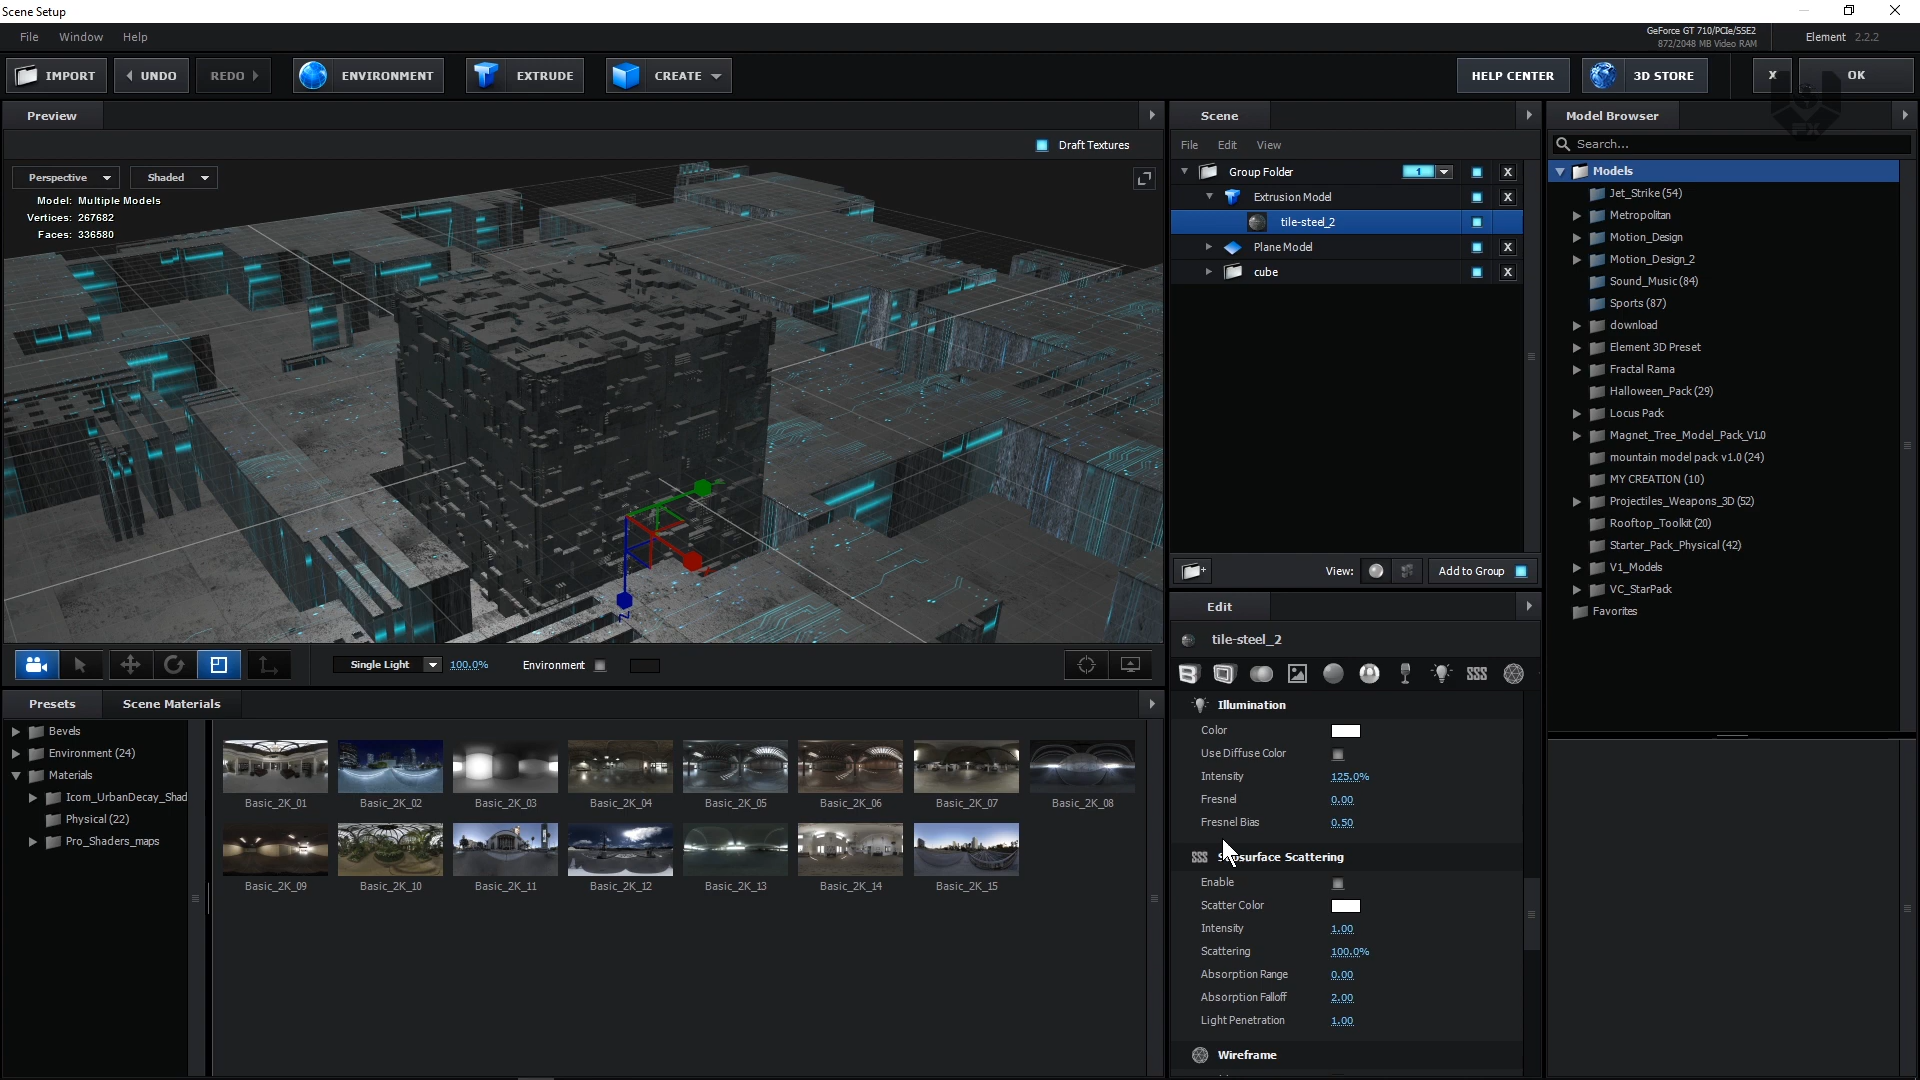 Scene Setup
File Window Help
GeForce GT 710/PCIe/SSE2
872/2048 MB Video RAM
Element 2.2.2
IMPORT UNDO REDO ENVIRONMENT EXTRUDE CREATE HELP CENTER 3D STORE X OK
Preview
Draft Textures
Perspective Shaded
Model: Multiple Models
Vertices: 267682
Faces: 336580
Single Light 100.0% Environment
Presets Scene Materials
Bevels
Environment (24)
Materials
Icom_UrbanDecay_Shad
Physical (22)
Pro_Shaders_maps
Basic_2K_01 Basic_2K_02 Basic_2K_03 Basic_2K_04 Basic_2K_05 Basic_2K_06 Basic_2K_07 Basic_2K_08
Basic_2K_09 Basic_2K_10 Basic_2K_11 Basic_2K_12 Basic_2K_13 Basic_2K_14 Basic_2K_15
Scene
File Edit View
Group Folder 1 X
Extrusion Model X
tile-steel_2
Plane Model X
cube X
View: Add to Group
Edit
tile-steel_2
Illumination
Color
Use Diffuse Color
Intensity 125.0%
Fresnel 0.00
Fresnel Bias 0.50
Subsurface Scattering
Enable
Scatter Color
Intensity 1.00
Scattering 100.0%
Absorption Range 0.00
Absorption Falloff 2.00
Light Penetration 1.00
Wireframe
Model Browser
Search...
Models
Jet_Strike (54)
Metropolitan
Motion_Design
Motion_Design_2
Sound_Music (84)
Sports (87)
download
Element 3D Preset
Fractal Rama
Halloween_Pack (29)
Locus Pack
Magnet_Tree_Model_Pack_V1.0
mountain model pack v1.0 (24)
MY CREATION (10)
Projectiles_Weapons_3D (52)
Rooftop_Toolkit (20)
Starter_Pack_Physical (42)
V1_Models
VC_StarPack
Favorites